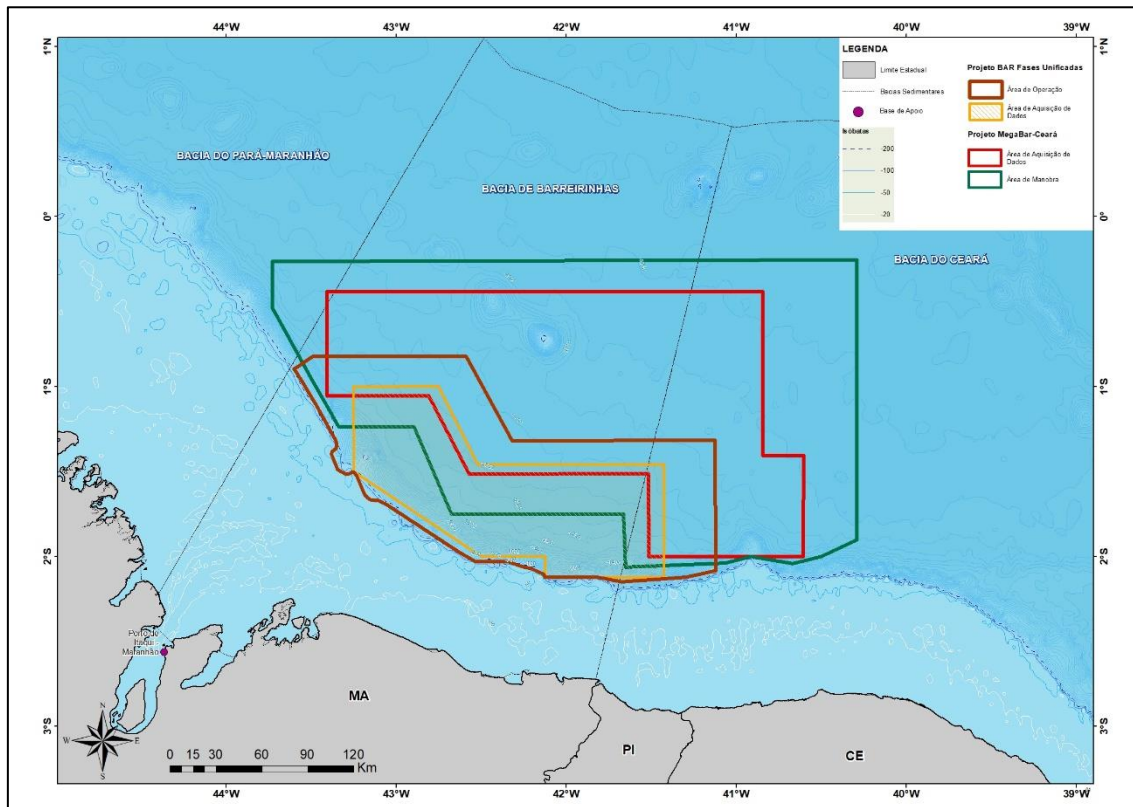 44°W 43°W 42°W 41°W 40°W 39°W
1°N
1°N
LEGENDA
Limite Estadual
Bacias Sedimentares
Base de Apoio
Isóbatas
-200
-100
-50
-20
Projeto BAR Fases Unificadas
Área de Operação
Área de Aquisição de
Dados
Projeto MegaBar-Ceará
Área de Aquisição de
Dados
Área de Manobra
BACIA DO PARÁ-MARANHÃO
BACIA DE BARREIRINHAS
BACIA DO CEARÁ
0°
0°
1°S
1°S
2°S
2°S
Porto de
Itaqui
Maranhão
MA
PI
CE
3°S
3°S
N
W
E
S
0 15 30 60 90 120
Km
44°W 43°W 42°W 41°W 40°W 39°W